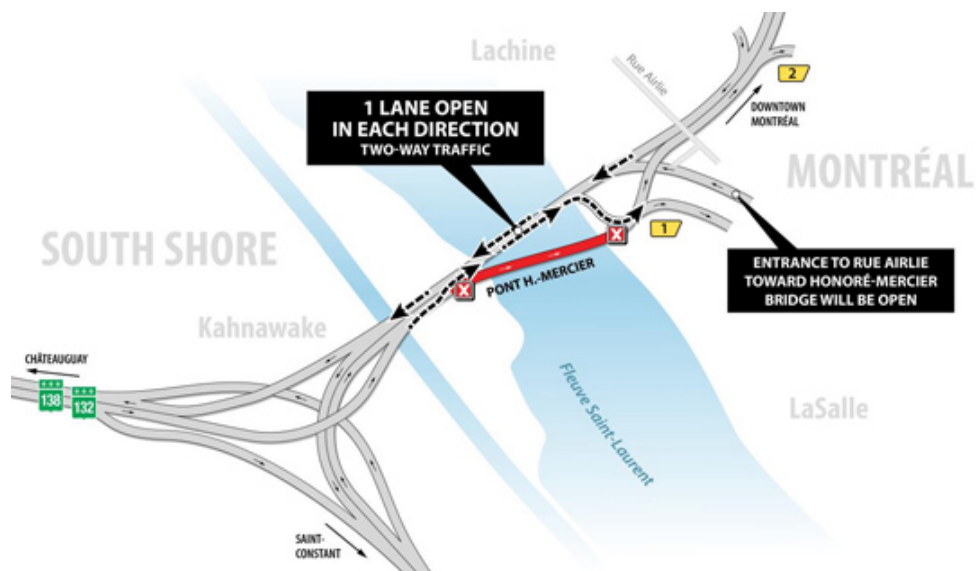 Lachine
Rue Airlie
2
1 LANE OPEN
IN EACH DIRECTION
TWO-WAY TRAFFIC
DOWNTOWN
MONTRÉAL
MONTRÉAL
SOUTH SHORE
1
PONT H.-MERCIER
ENTRANCE TO RUE AIRLIE
TOWARD HONORÉ-MERCIER
BRIDGE WILL BE OPEN
Kahnawake
CHÂTEAUGUAY
138
132
Fleuve Saint-Laurent
LaSalle
SAINT-
CONSTANT